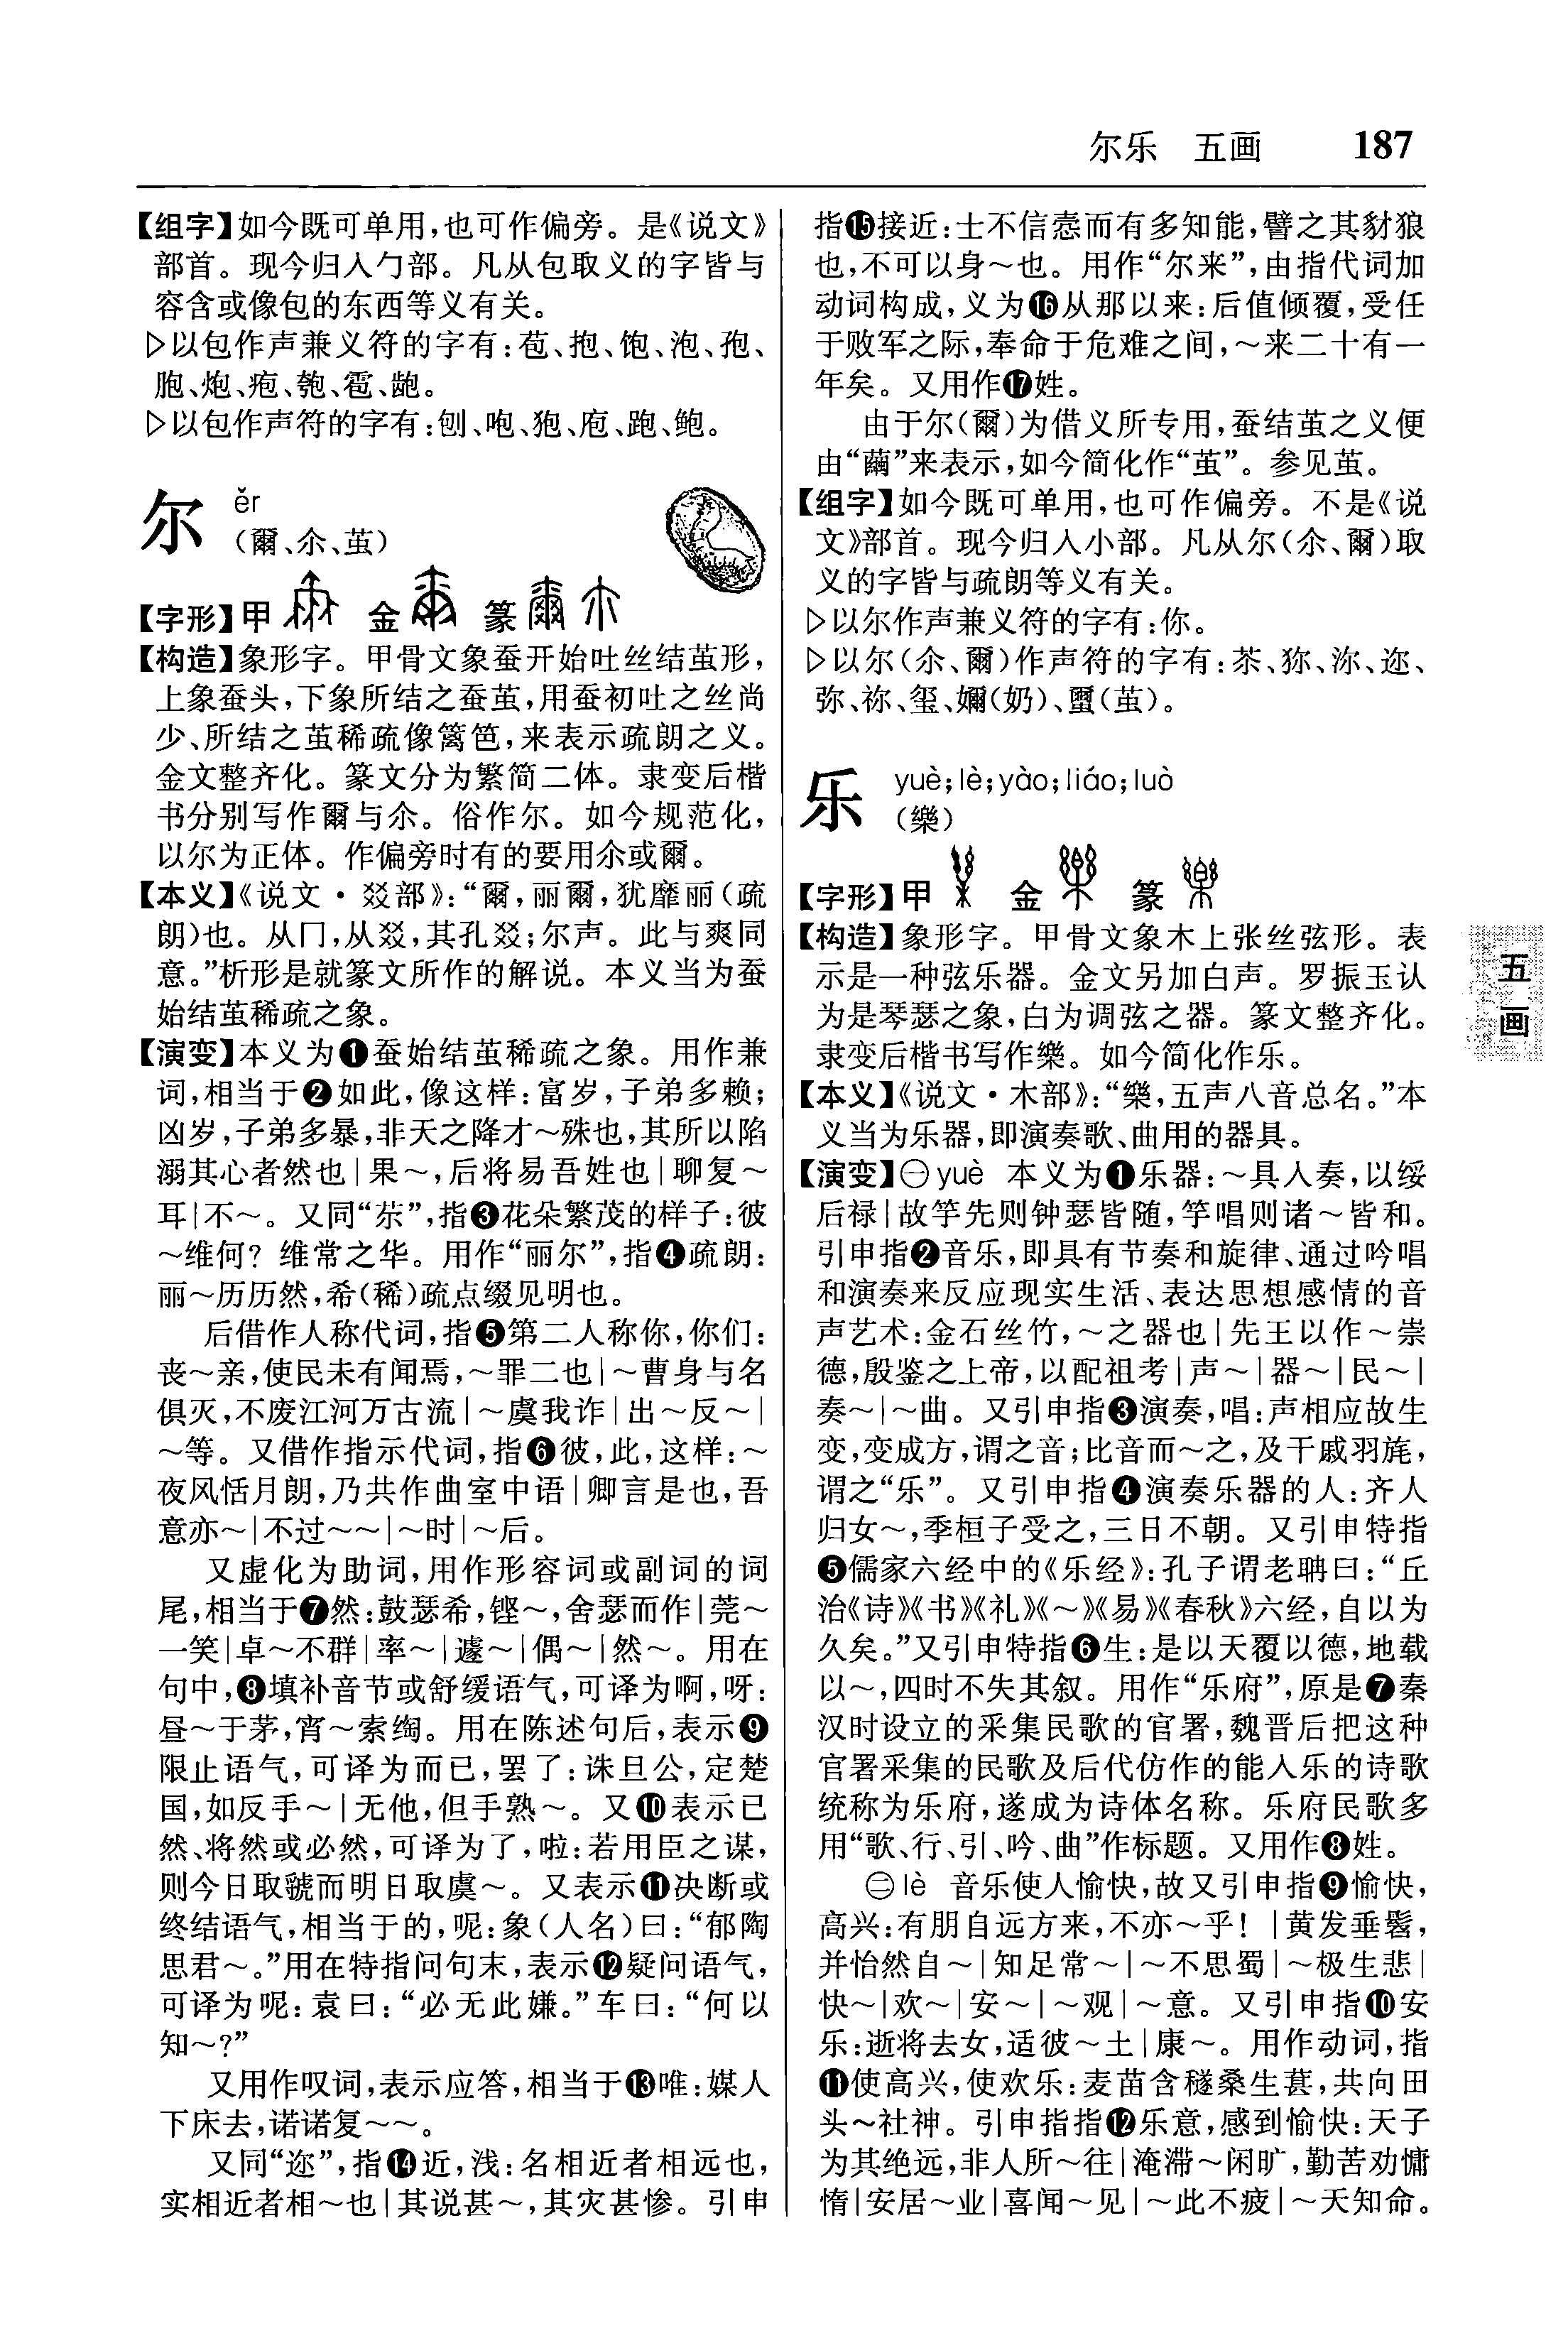 尔乐 五画 187
【组字】如今既可单用,也可作偏旁。是《说文》
部首。现今归入勹部。凡从包取义的字皆与
容含或像包的东西等义有关。
▷以包作声兼义符的字有:苞、抱、饱、泡、孢、
胞、炮、疱、匏、雹、龅。
▷以包作声符的字有:刨、咆、狍、庖、跑、鲍。
尔 ěr
(爾、尒、茧)
【字形】甲 金 篆
【构造】象形字。甲骨文象蚕开始吐丝结茧形,
上象蚕头,下象所结之蚕茧,用蚕初吐之丝尚
少、所结之茧稀疏像篱笆,来表示疏朗之义。
金文整齐化。篆文分为繁简二体。隶变后楷
书分别写作爾与尒。俗作尔。如今规范化,
以尔为正体。作偏旁时有的要用尒或爾。
【本义】《说文·㸚部》:“爾,丽爾,犹靡丽(疏
朗)也。从冂,从㸚,其孔㸚;尒声。此与爽同
意。”析形是就篆文所作的解说。本义当为蚕
始结茧稀疏之象。
【演变】本义为❶蚕始结茧稀疏之象。用作兼
词,相当于❷如此,像这样:富岁,子弟多赖;
凶岁,子弟多暴,非天之降才～殊也,其所以陷
溺其心者然也|果～,后将易吾姓也|聊复～
耳|不～。又同“苶”,指❸花朵繁茂的样子:彼
～维何? 维常之华。用作“丽尔”,指❹疏朗:
丽～历历然,希(稀)疏点缀见明也。
后借作人称代词,指❺第二人称你,你们:
丧～亲,使民未有闻焉,～罪二也|～曹身与名
俱灭,不废江河万古流|～虞我诈|出～反～|
～等。又借作指示代词,指❻彼,此,这样:～
夜风恬月朗,乃共作曲室中语|卿言是也,吾
意亦～|不过～～|～时|～后。
又虚化为助词,用作形容词或副词的词
尾,相当于❼然:鼓瑟希,铿～,舍瑟而作|莞～
一笑|卓～不群|率～|遽～|偶～|然～。用在
句中,❽填补音节或舒缓语气,可译为啊,呀:
昼～于茅,宵～索绹。用在陈述句后,表示❾
限止语气,可译为而已,罢了:诛旦公,定楚
国,如反手～|无他,但手熟～。又❿表示已
然、将然或必然,可译为了,啦:若用臣之谋,
则今日取虢而明日取虞～。又表示⓫决断或
终结语气,相当于的,呢:象(人名)曰:“郁陶
思君～。”用在特指问句末,表示⓬疑问语气,
可译为呢:袁曰:“必无此嫌。”车曰:“何以
知～?”
又用作叹词,表示应答,相当于⓭唯:媒人
下床去,诺诺复～～。
又同“迩”,指⓮近,浅:名相近者相远也,
实相近者相～也|其说甚～,其灾甚惨。引申
指⓯接近:士不信悫而有多知能,譬之其豺狼
也,不可以身～也。用作“尔来”,由指代词加
动词构成,义为⓰从那以来:后值倾覆,受任
于败军之际,奉命于危难之间,～来二十有一
年矣。又用作⓱姓。
由于尔(爾)为借义所专用,蚕结茧之义便
由“繭”来表示,如今简化作“茧”。参见茧。
【组字】如今既可单用,也可作偏旁。不是《说
文》部首。现今归入小部。凡从尔(尒、爾)取
义的字皆与疏朗等义有关。
▷以尔作声兼义符的字有:你。
▷以尔(尒、爾)作声符的字有:苶、狝、沵、迩、
弥、祢、玺、嬭(奶)、壐(茧)。
乐 yuè;lè;yào;liáo;luò
(樂)
【字形】甲 金 篆
【构造】象形字。甲骨文象木上张丝弦形。表
示是一种弦乐器。金文另加白声。罗振玉认
为是琴瑟之象,白为调弦之器。篆文整齐化。
隶变后楷书写作樂。如今简化作乐。
【本义】《说文·木部》:“樂,五声八音总名。”本
义当为乐器,即演奏歌、曲用的器具。
【演变】㊀yuè 本义为❶乐器:～具入奏,以绥
后禄|故竽先则钟瑟皆随,竽唱则诸～皆和。
引申指❷音乐,即具有节奏和旋律、通过吟唱
和演奏来反应现实生活、表达思想感情的音
声艺术:金石丝竹,～之器也|先王以作～崇
德,殷鉴之上帝,以配祖考|声～|器～|民～|
奏～|～曲。又引申指❸演奏,唱:声相应故生
变,变成方,谓之音;比音而～之,及干戚羽旄,
谓之“乐”。又引申指❹演奏乐器的人:齐人
归女～,季桓子受之,三日不朝。又引申特指
❺儒家六经中的《乐经》:孔子谓老聃曰:“丘
治《诗》《书》《礼》《～》《易》《春秋》六经,自以为
久矣。”又引申特指❻生:是以天覆以德,地载
以～,四时不失其叙。用作“乐府”,原是❼秦
汉时设立的采集民歌的官署,魏晋后把这种
官署采集的民歌及后代仿作的能入乐的诗歌
统称为乐府,遂成为诗体名称。乐府民歌多
用“歌、行、引、吟、曲”作标题。又用作❽姓。
㊁lè 音乐使人愉快,故又引申指❾愉快,
高兴:有朋自远方来,不亦～乎! |黄发垂髫,
并怡然自～|知足常～|～不思蜀|～极生悲|
快～|欢～|安～|～观|～意。又引申指❿安
乐:逝将去女,适彼～土|康～。用作动词,指
⓫使高兴,使欢乐:麦苗含穟桑生葚,共向田
头～社神。引申指指⓬乐意,感到愉快:天子
为其绝远,非人所～往|淹滞～闲旷,勤苦劝慵
惰|安居～业|喜闻～见|～此不疲|～天知命。
五
画